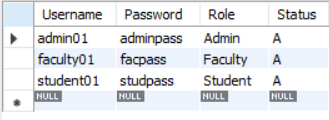 Username Password Role Status
admin01 adminpass Admin A
faculty01 facpass Faculty A
student01 studpass Student A
NULL NULL NULL NULL